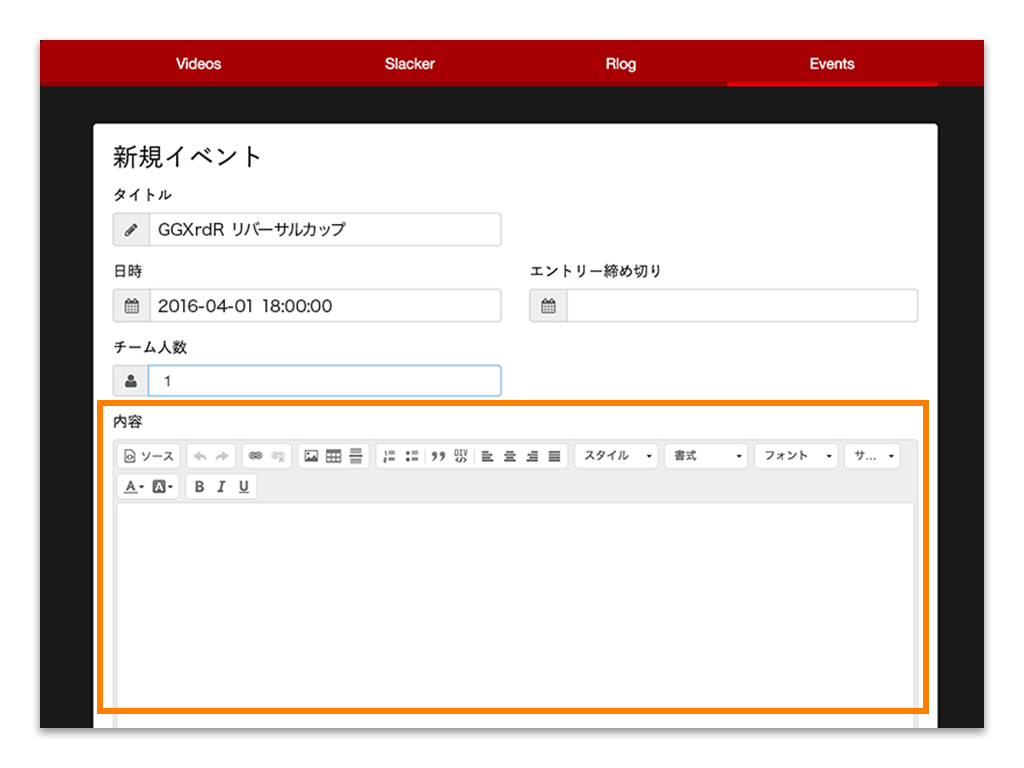 Videos Slacker Rlog Events
新規イベント
タイトル
GGXrdR リバーサルカップ
日時 エントリー締め切り
2016-04-01 18:00:00
チーム人数
1
内容
ソース スタイル 書式 フォント サ...
A A B I U